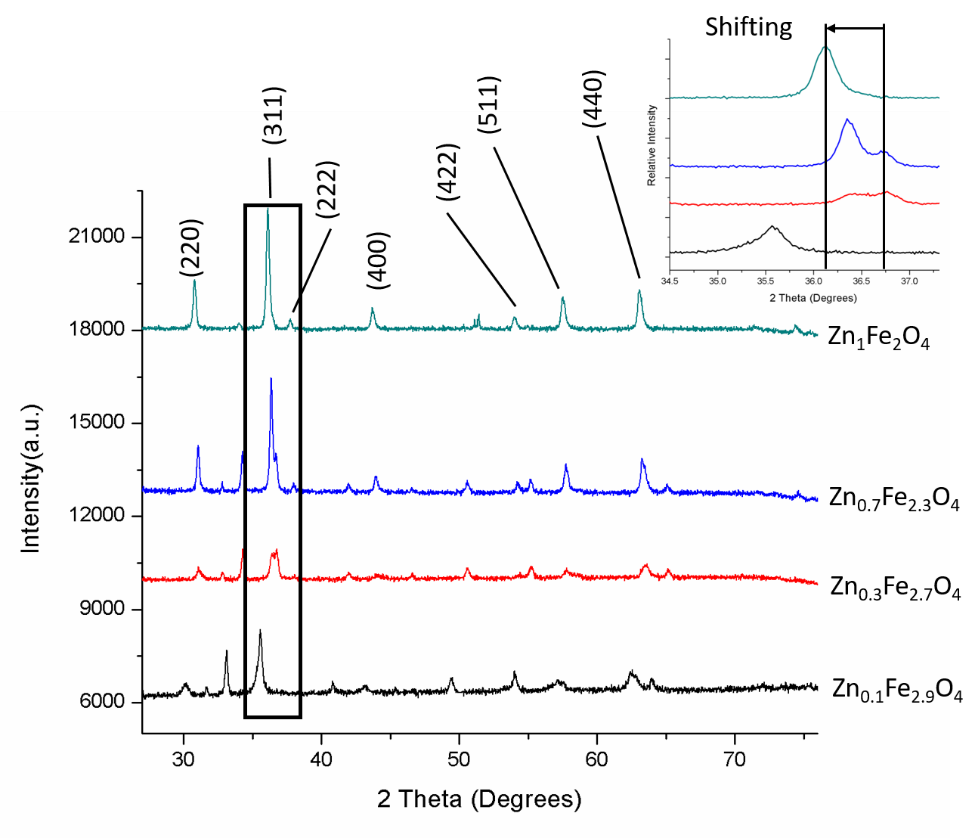 Shifting
Relative Intensity
34.5 35.0 35.5 36.0 36.5 37.0
2 Theta (Degrees)
(220)
(311)
(222)
(400)
(422)
(511)
(440)
21000
18000
15000
12000
9000
6000
Intensity(a.u.)
Zn₁Fe₂O₄
Zn₀.₇Fe₂.₃O₄
Zn₀.₃Fe₂.₇O₄
Zn₀.₁Fe₂.₉O₄
30 40 50 60 70
2 Theta (Degrees)